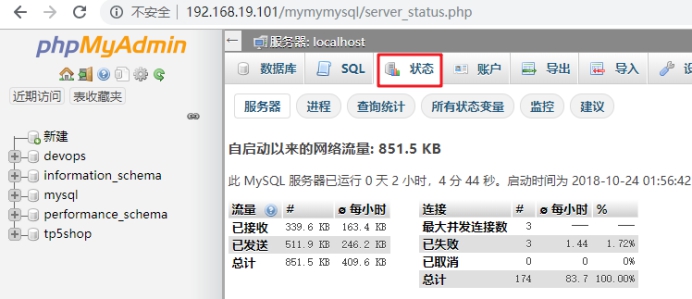 不安全 | 192.168.19.101/mymymysql/server_status.php
phpMyAdmin
近期访问 表收藏夹
新建
devops
information_schema
mysql
performance_schema
tp5shop
服务器: localhost
数据库 SQL 状态 账户 导出 导入
服务器 进程 查询统计 所有状态变量 监控 建议
自启动以来的网络流量: 851.5 KB
此 MySQL 服务器已运行 0 天 2 小时，4 分 44 秒。启动时间为 2018-10-24 01:56:42
流量 # ø 每小时
已接收 339.6 KB 163.4 KB
已发送 511.9 KB 246.2 KB
总计 851.5 KB 409.6 KB
连接 # ø 每小时 %
最大并发连接数 3 --- ---
已失败 3 1.44 1.72%
已取消 0 0 0%
总计 174 83.7 100.00%